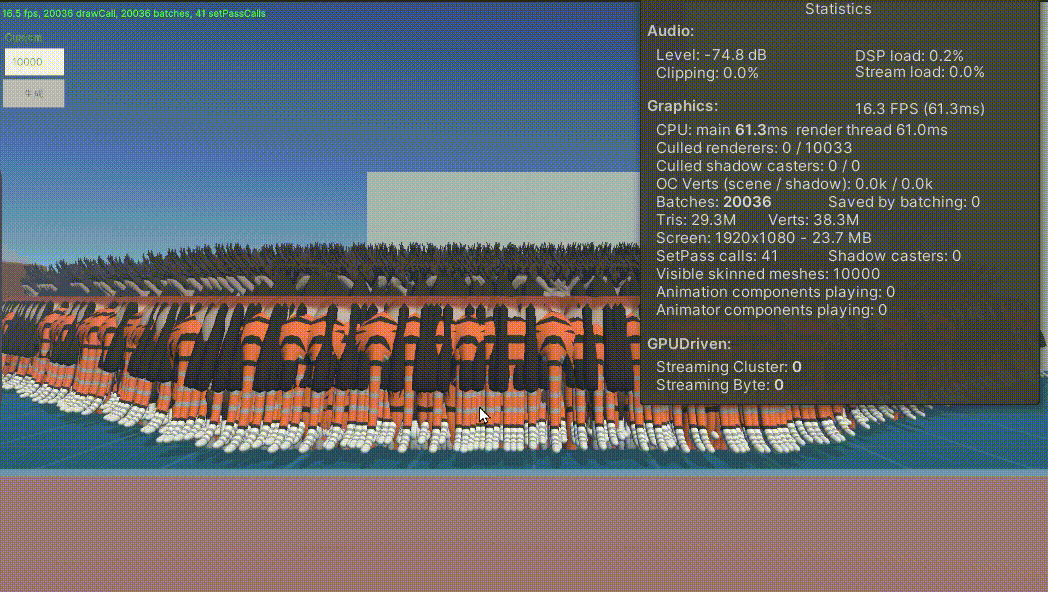 16.5 fps, 20036 drawCall, 20036 batches, 41 setPassCalls
10000
生成
Statistics
Audio:
Level: -74.8 dB DSP load: 0.2%
Clipping: 0.0% Stream load: 0.0%
Graphics: 16.3 FPS (61.3ms)
CPU: main 61.3ms render thread 61.0ms
Culled renderers: 0 / 10033
Culled shadow casters: 0 / 0
OC Verts (scene / shadow): 0.0k / 0.0k
Batches: 20036 Saved by batching: 0
Tris: 29.3M Verts: 38.3M
Screen: 1920x1080 - 23.7 MB
SetPass calls: 41 Shadow casters: 0
Visible skinned meshes: 10000
Animation components playing: 0
Animator components playing: 0
GPUDriven:
Streaming Cluster: 0
Streaming Byte: 0